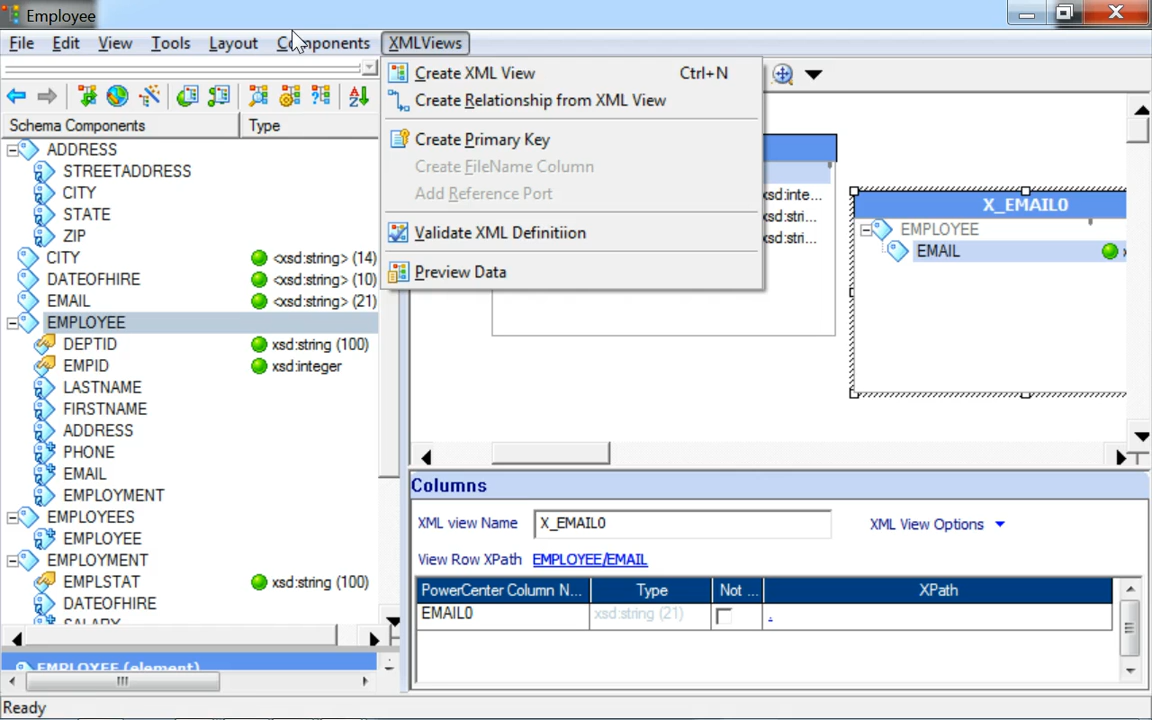 Employee
File Edit View Tools Layout Components XMLViews
Create XML View Ctrl+N
Create Relationship from XML View
Create Primary Key
Create FileName Column
Add Reference Port
Validate XML Definitiion
Preview Data
Schema Components Type
ADDRESS
STREETADDRESS
CITY
STATE
ZIP
CITY <xsd:string> (14)
DATEOFHIRE <xsd:string> (10)
EMAIL <xsd:string> (21)
EMPLOYEE
DEPTID xsd:string (100)
EMPID xsd:integer
LASTNAME
FIRSTNAME
ADDRESS
PHONE
EMAIL
EMPLOYMENT
EMPLOYEES
EMPLOYEE
EMPLOYMENT
EMPLSTAT xsd:string (100)
DATEOFHIRE
SALARY
EMPLOYEE (element)
xsd:inte...
xsd:stri...
xsd:stri...
X_EMAIL0
EMPLOYEE
EMAIL
Columns
XML view Name X_EMAIL0 XML View Options
View Row XPath EMPLOYEE/EMAIL
PowerCenter Column N... Type Not ... XPath
EMAIL0 xsd:string (21) .
Ready